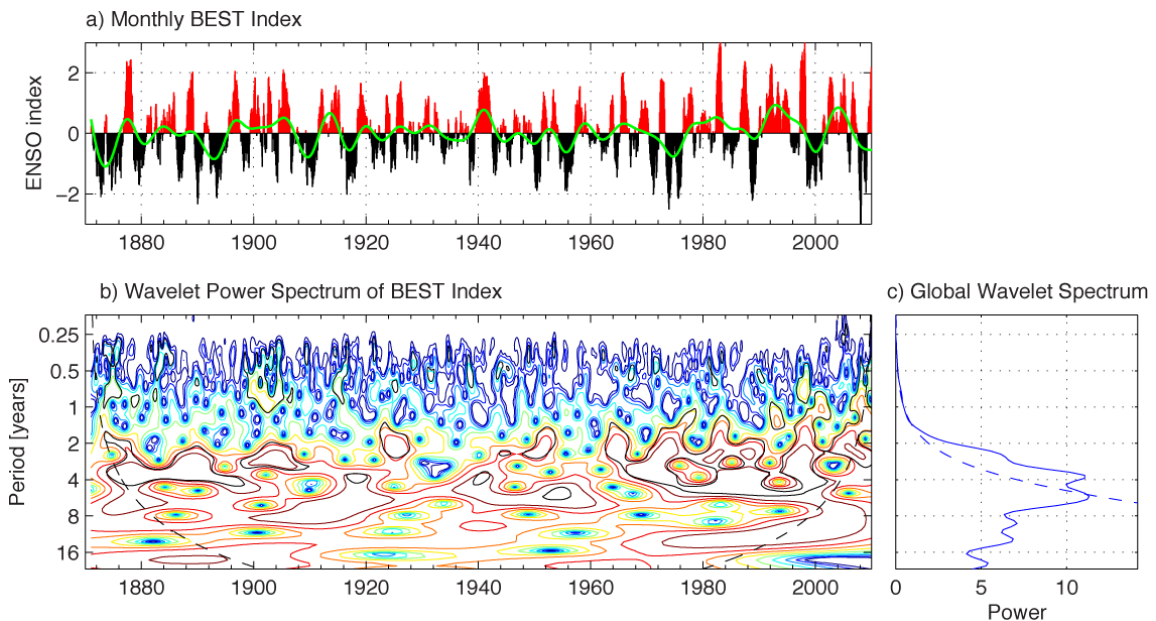 a) Monthly BEST Index
ENSO index
2
0
−2
1880 1900 1920 1940 1960 1980 2000
b) Wavelet Power Spectrum of BEST Index
c) Global Wavelet Spectrum
Period [years]
0.25
0.5
1
2
4
8
16
1880 1900 1920 1940 1960 1980 2000
0 5 10
Power